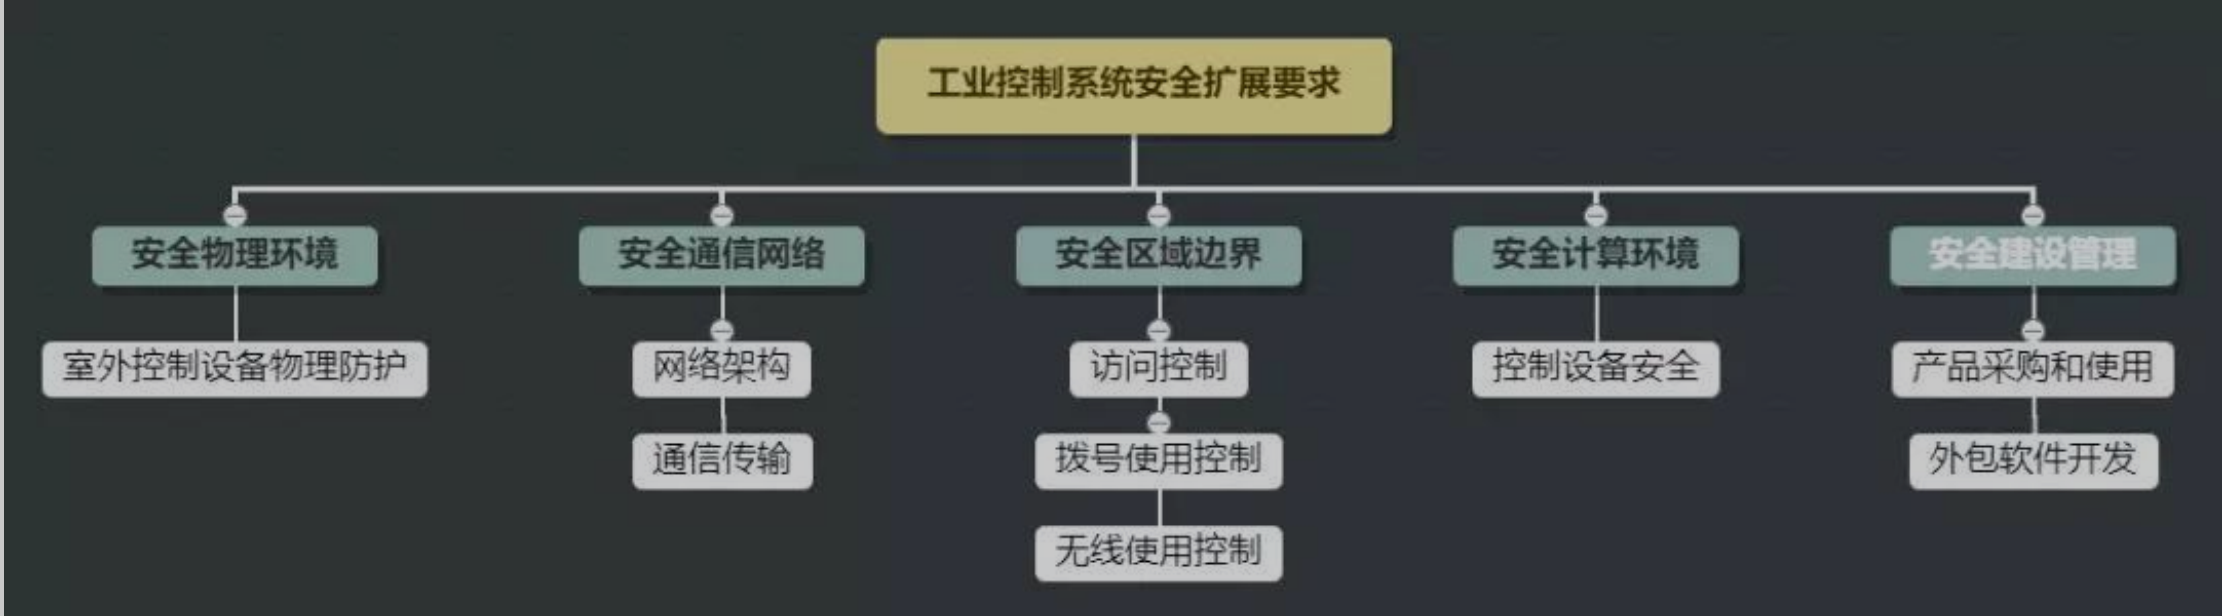 工业控制系统安全扩展要求
安全物理环境
安全通信网络
安全区域边界
安全计算环境
安全建设管理
室外控制设备物理防护
网络架构
访问控制
控制设备安全
产品采购和使用
通信传输
拨号使用控制
外包软件开发
无线使用控制